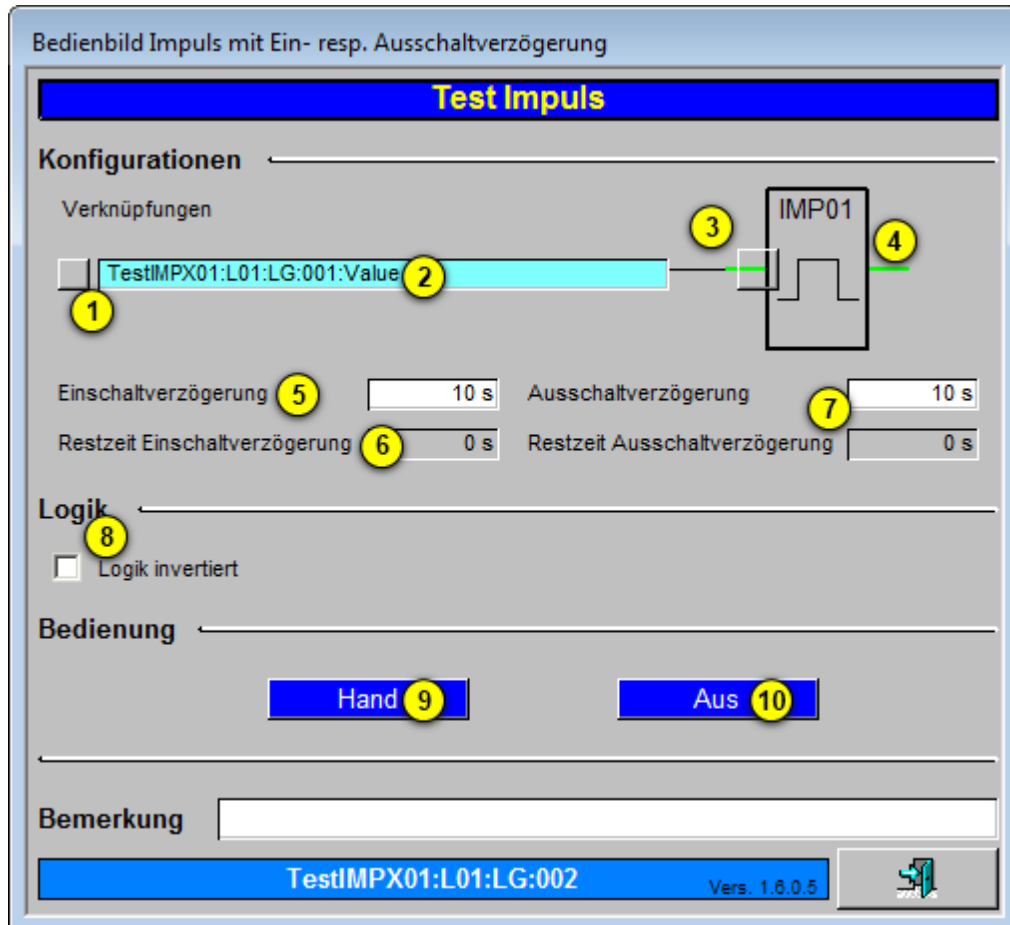 Bedienbild Impuls mit Ein- resp. Ausschaltverzögerung
Test Impuls
Konfigurationen
Verknüpfungen
3
IMP01
4
TestIMPX01:L01:LG:001:Value
2
1
Einschaltverzögerung 5 10 s Ausschaltverzögerung 7 10 s
Restzeit Einschaltverzögerung 6 0 s Restzeit Ausschaltverzögerung 0 s
Logik
8
Logik invertiert
Bedienung
Hand 9 Aus 10
Bemerkung
TestIMPX01:L01:LG:002 Vers. 1.6.0.5